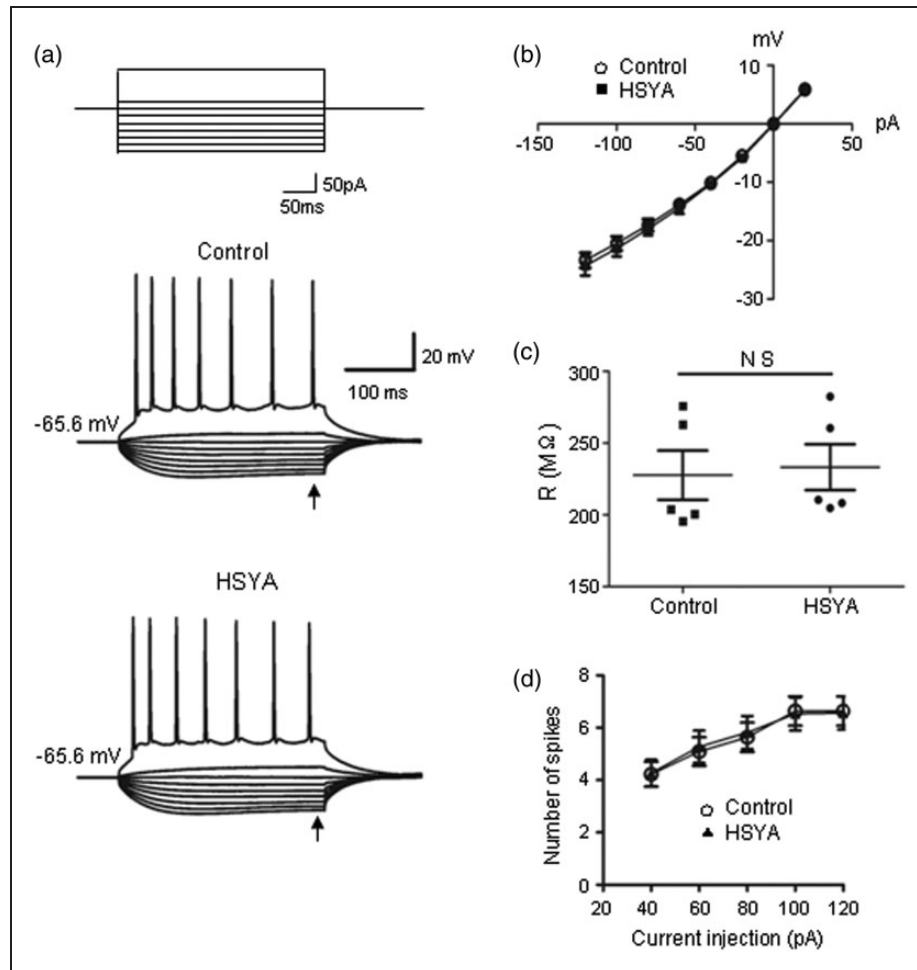 (a)
50pA
50ms
Control
20 mV
100 ms
-65.6 mV
HSYA
-65.6 mV
(b)
mV
Control
HSYA
10
pA
-150
-100
-50
50
-10
-20
-30
(c)
N S
300
250
200
150
R (MΩ)
Control
HSYA
(d)
8
6
4
2
0
Number of spikes
Control
HSYA
20
40
60
80
100
120
Current injection (pA)